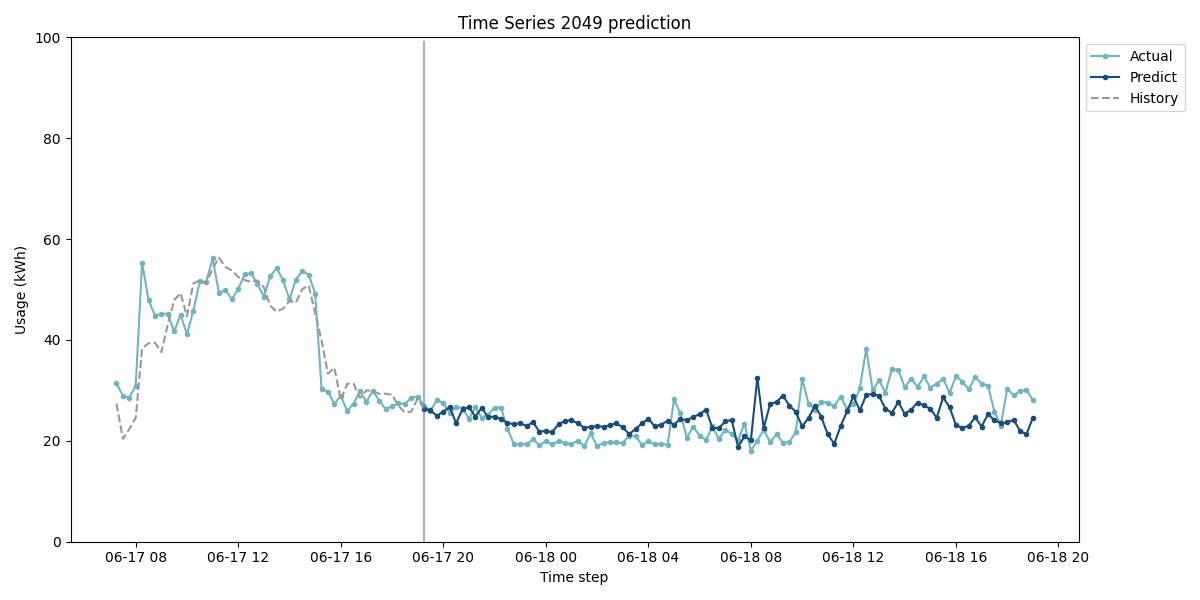 Time Series 2049 prediction
100
80
60
40
20
0
Usage (kWh)
06-17 08
06-17 12
06-17 16
06-17 20
06-18 00
06-18 04
06-18 08
06-18 12
06-18 16
06-18 20
Time step
Actual
Predict
History